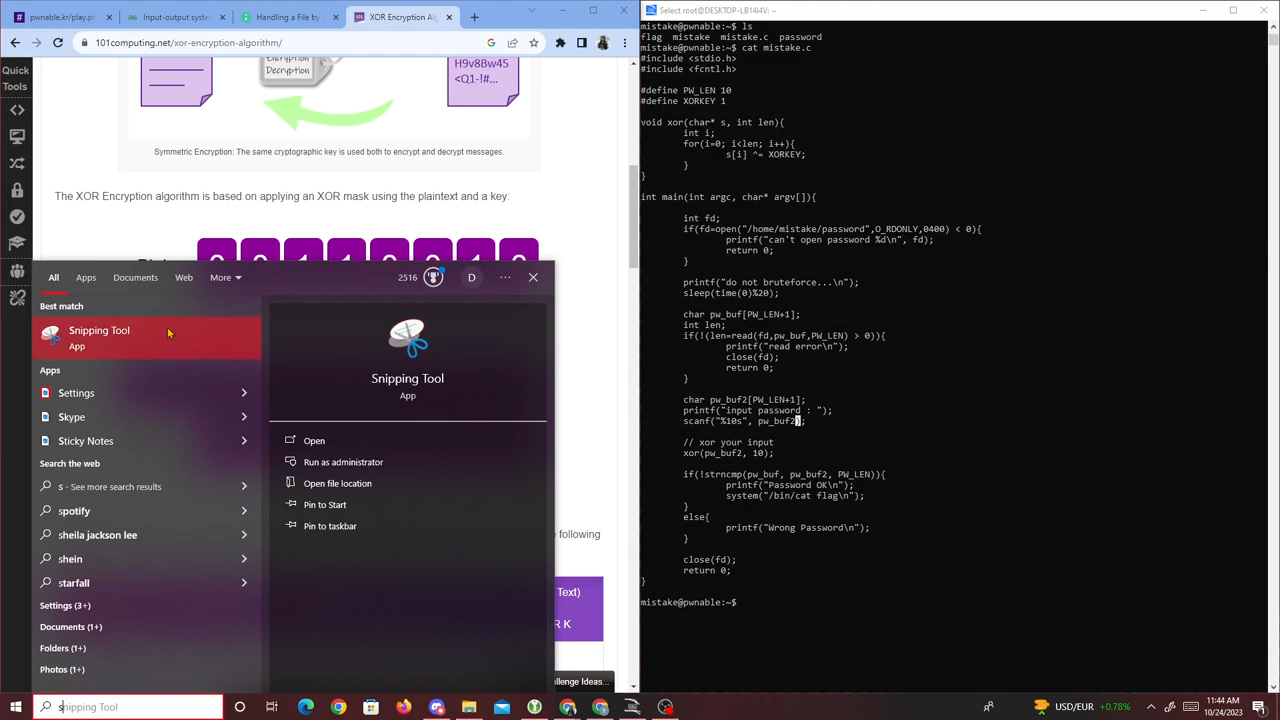 wolkable.kr/play.p
Input-output syste
Handling a File by
XOR Encryption Alg
101computing.net/xor-encryption-algorithm/
Quick
Tools
Encryption
Decryption
H9v8Bw45
<Q1-!#...
Symmetric Encryption: The same cryptographic key is used both to encrypt and decrypt messages.
The XOR Encryption algorithm is based on applying an XOR mask using the plaintext and a key:
All
Apps
Documents
Web
More
2516
D
Best match
Snipping Tool
App
Apps
Settings
Skype
Sticky Notes
Search the web
s - See more search results
spotify
sheila jackson lee
shein
starfall
Settings (3+)
Documents (1+)
Folders (1+)
Photos (1+)
Snipping Tool
App
Open
Run as administrator
Open file location
Pin to Start
Pin to taskbar
e following
Text)
R K
allenge Ideas...
snipping Tool
Select root@DESKTOP-LB14I4V: ~
mistake@pwnable:~$ ls
flag  mistake  mistake.c  password
mistake@pwnable:~$ cat mistake.c
#include <stdio.h>
#include <fcntl.h>
#define PW_LEN 10
#define XORKEY 1
void xor(char* s, int len){
int i;
for(i=0; i<len; i++){
s[i] ^= XORKEY;
}
}
int main(int argc, char* argv[]){
int fd;
if(fd=open("/home/mistake/password",O_RDONLY,0400) < 0){
printf("can't open password %d\n", fd);
return 0;
}
printf("do not bruteforce...\n");
sleep(time(0)%20);
char pw_buf[PW_LEN+1];
int len;
if(!(len=read(fd,pw_buf,PW_LEN) > 0)){
printf("read error\n");
close(fd);
return 0;
}
char pw_buf2[PW_LEN+1];
printf("input password : ");
scanf("%10s", pw_buf2);
// xor your input
xor(pw_buf2, 10);
if(!strncmp(pw_buf, pw_buf2, PW_LEN)){
printf("Password OK\n");
system("/bin/cat flag\n");
}
else{
printf("Wrong Password\n");
}
close(fd);
return 0;
}
mistake@pwnable:~$
USD/EUR
+0.78%
11:44 AM
10/24/2023